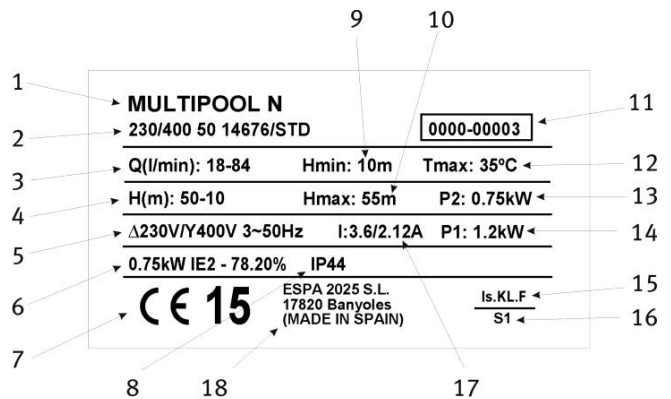 9
10
1
MULTIPOOL N
11
2
230/400 50 14676/STD
0000-00003
3
Q(l/min): 18-84 Hmin: 10m Tmax: 35ºC
12
4
H(m): 50-10 Hmax: 55m P2: 0.75kW
13
5
Δ230V/Y400V 3~50Hz I:3.6/2.12A P1: 1.2kW
14
6
0.75kW IE2 - 78.20% IP44
7
CE 15
ESPA 2025 S.L.
17820 Banyoles
(MADE IN SPAIN)
Is.KL.F
15
S1
16
8
18
17